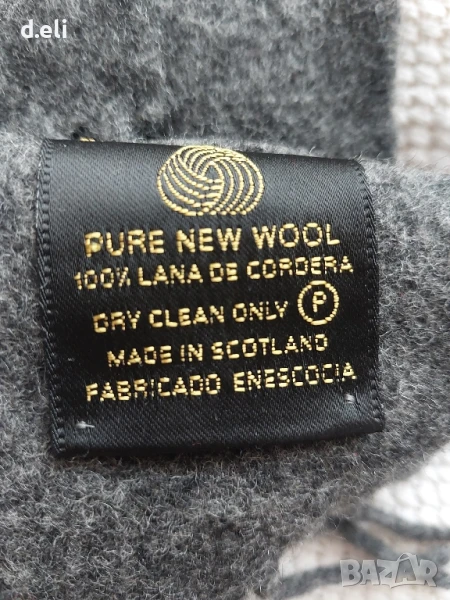 d.eli
PURE NEW WOOL
100% LANA DE CORDERA
DRY CLEAN ONLY P
MADE IN SCOTLAND
FABRICADO ENESCOCIA
BAZAR